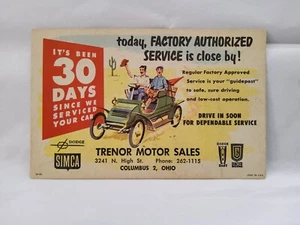 today, FACTORY AUTHORIZED
SERVICE is close by!
IT'S BEEN
30
DAYS
SINCE WE
SERVICED
YOUR CAR
Regular Factory Approved
Service is your "guidepost"
to safe, sure driving
and low-cost operation.
DRIVE IN SOON
FOR DEPENDABLE SERVICE
DODGE
SIMCA
TRENOR MOTOR SALES
3241 N. High St. Phone: 262-1115
COLUMBUS 2, OHIO